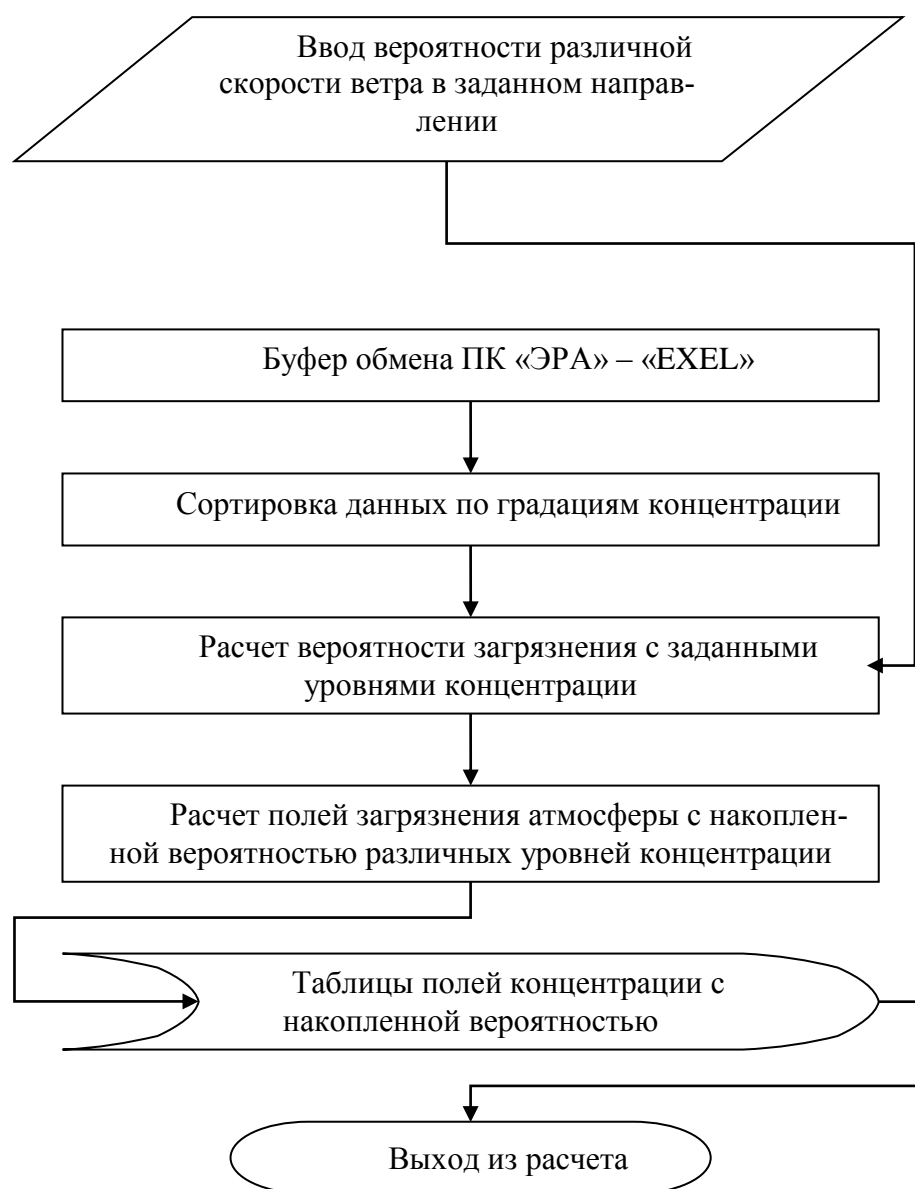 Ввод вероятности различной
скорости ветра в заданном направ-
лении
Буфер обмена ПК «ЭРА» – «EXEL»
Сортировка данных по градациям концентрации
Расчет вероятности загрязнения с заданными
уровнями концентрации
Расчет полей загрязнения атмосферы с накоплен-
ной вероятностью различных уровней концентрации
Таблицы полей концентрации с
накопленной вероятностью
Выход из расчета